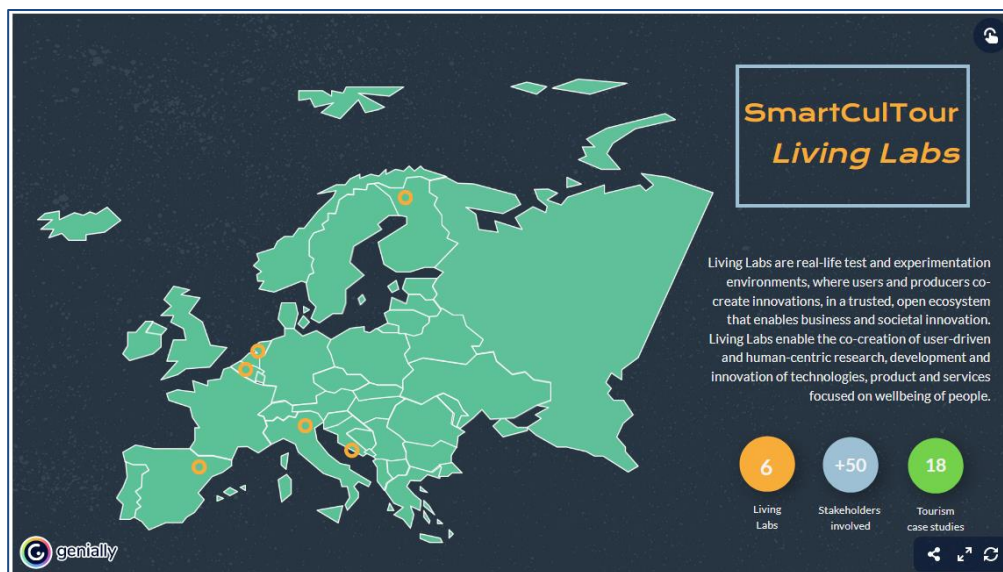 SmartCulTour
Living Labs
Living Labs are real-life test and experimentation
environments, where users and producers co-
create innovations, in a trusted, open ecosystem
that enables business and societal innovation.
Living Labs enable the co-creation of user-driven
and human-centric research, development and
innovation of technologies, product and services
focused on wellbeing of people.
6
+50
18
Living
Labs
Stakeholders
involved
Tourism
case studies
genially